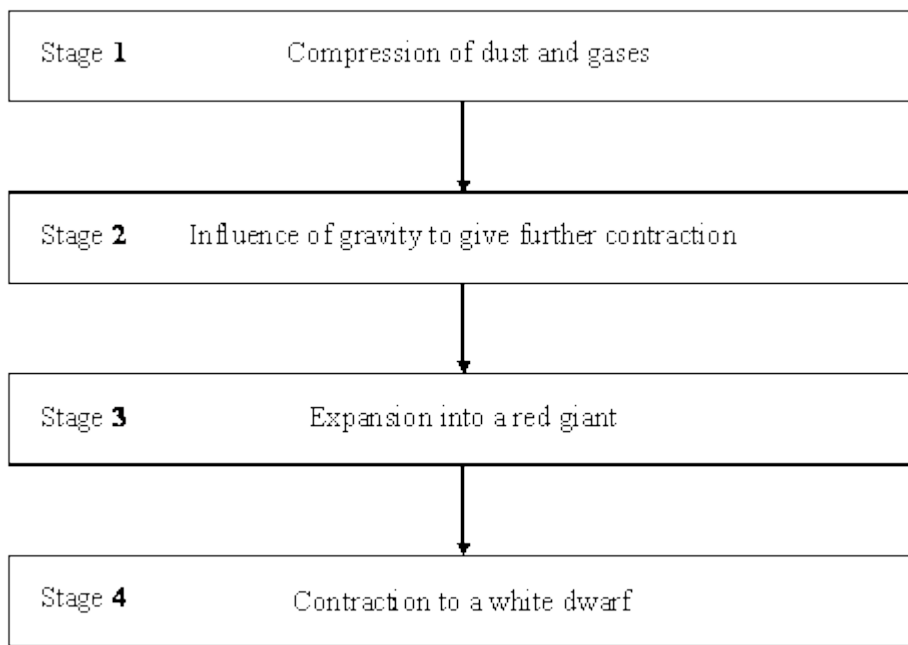 Stage 1 Compression of dust and gases
Stage 2 Influence of gravity to give further contraction
Stage 3 Expansion into a red giant
Stage 4 Contraction to a white dwarf